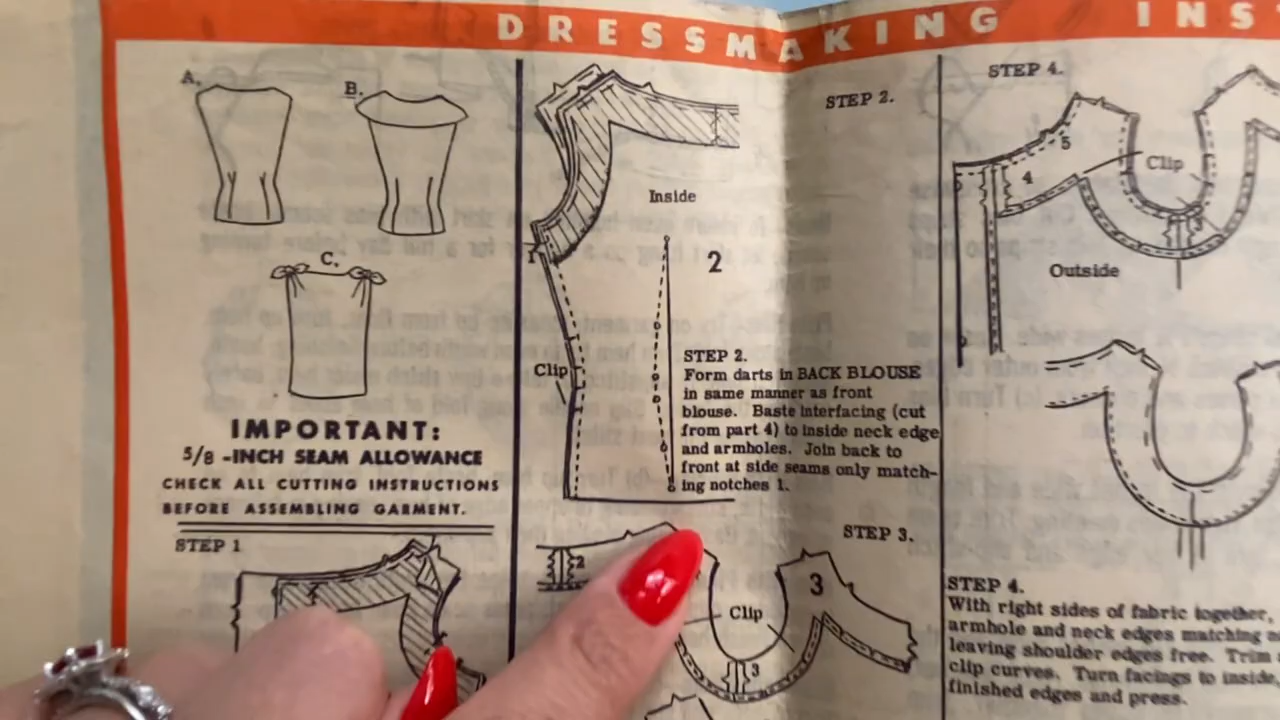 DRESSMAKING INS
A.
B.
C.
IMPORTANT:
5/8 -INCH SEAM ALLOWANCE
CHECK ALL CUTTING INSTRUCTIONS
BEFORE ASSEMBLING GARMENT.
STEP 1
1
STEP 2.
Inside
2
1
Clip
STEP 2.
Form darts in BACK BLOUSE
in same manner as front
blouse. Baste interfacing (cut
from part 4) to inside neck edge
and armholes. Join back to
front at side seams only match-
ing notches 1.
STEP 3.
2
3
Clip
3
STEP 4.
5
4
Clip
Outside
STEP 4.
With right sides of fabric together,
armhole and neck edges matching
leaving shoulder edges free. Trim
clip curves. Turn facings to inside,
finished edges and press.